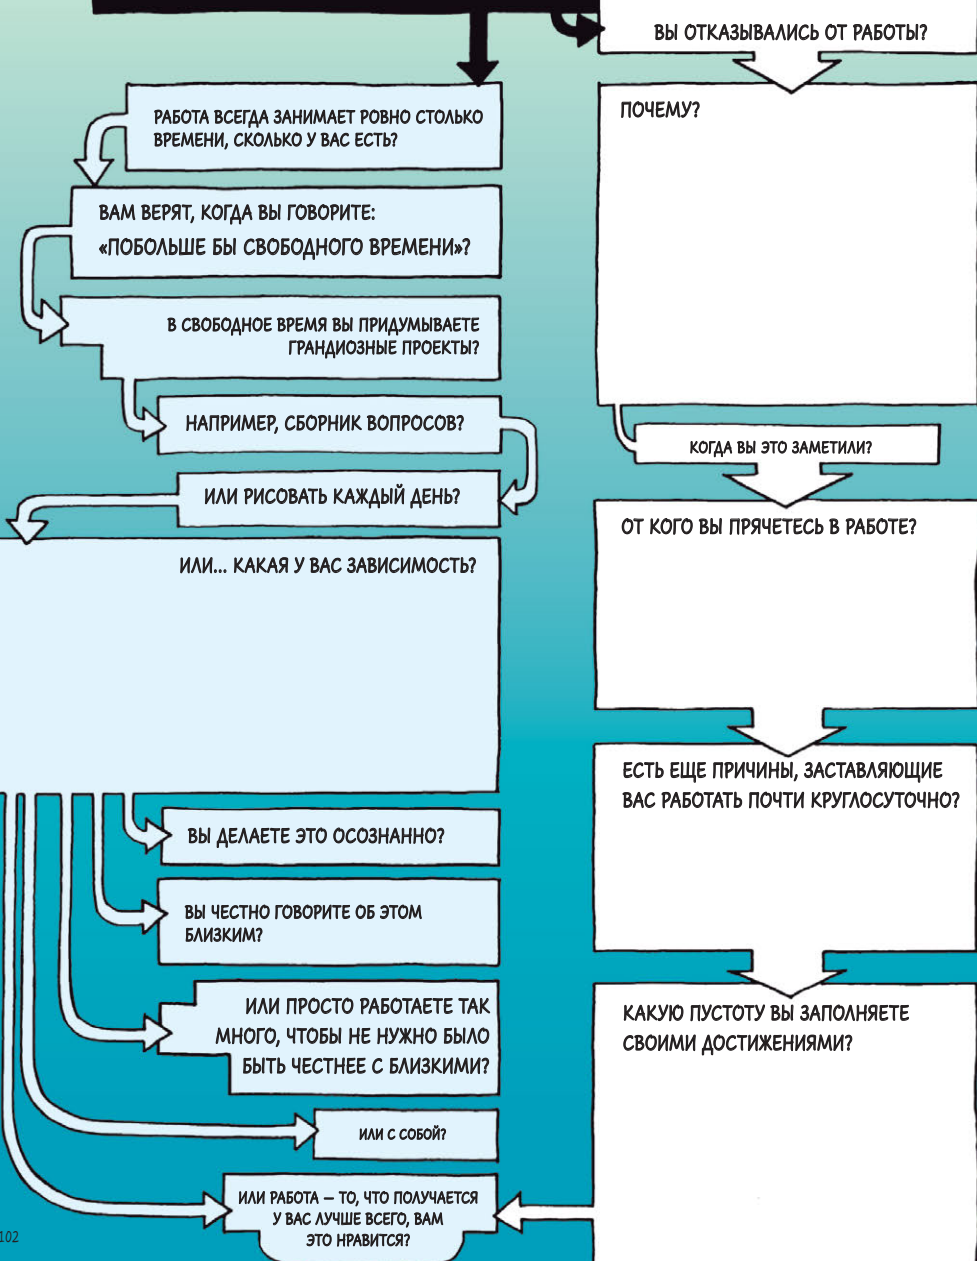 ВЫ ОТКАЗЫВАЛИСЬ ОТ РАБОТЫ?
ПОЧЕМУ?
РАБОТА ВСЕГДА ЗАНИМАЕТ РОВНО СТОЛЬКО
ВРЕМЕНИ, СКОЛЬКО У ВАС ЕСТЬ?
ВАМ ВЕРЯТ, КОГДА ВЫ ГОВОРИТЕ:
«ПОБОЛЬШЕ БЫ СВОБОДНОГО ВРЕМЕНИ»?
В СВОБОДНОЕ ВРЕМЯ ВЫ ПРИДУМЫВАЕТЕ
ГРАНДИОЗНЫЕ ПРОЕКТЫ?
НАПРИМЕР, СБОРНИК ВОПРОСОВ?
ИЛИ РИСОВАТЬ КАЖДЫЙ ДЕНЬ?
ИЛИ... КАКАЯ У ВАС ЗАВИСИМОСТЬ?
ВЫ ДЕЛАЕТЕ ЭТО ОСОЗНАННО?
ВЫ ЧЕСТНО ГОВОРИТЕ ОБ ЭТОМ
БЛИЗКИМ?
ИЛИ ПРОСТО РАБОТАЕТЕ ТАК
МНОГО, ЧТОБЫ НЕ НУЖНО БЫЛО
БЫТЬ ЧЕСТНЕЕ С БЛИЗКИМИ?
ИЛИ С СОБОЙ?
ИЛИ РАБОТА – ТО, ЧТО ПОЛУЧАЕТСЯ
У ВАС ЛУЧШЕ ВСЕГО, ВАМ
ЭТО НРАВИТСЯ?
КОГДА ВЫ ЭТО ЗАМЕТИЛИ?
ОТ КОГО ВЫ ПРЯЧЕТЕСЬ В РАБОТЕ?
ЕСТЬ ЕЩЕ ПРИЧИНЫ, ЗАСТАВЛЯЮЩИЕ
ВАС РАБОТАТЬ ПОЧТИ КРУГЛОСУТОЧНО?
КАКУЮ ПУСТОТУ ВЫ ЗАПОЛНЯЕТЕ
СВОИМИ ДОСТИЖЕНИЯМИ?
102